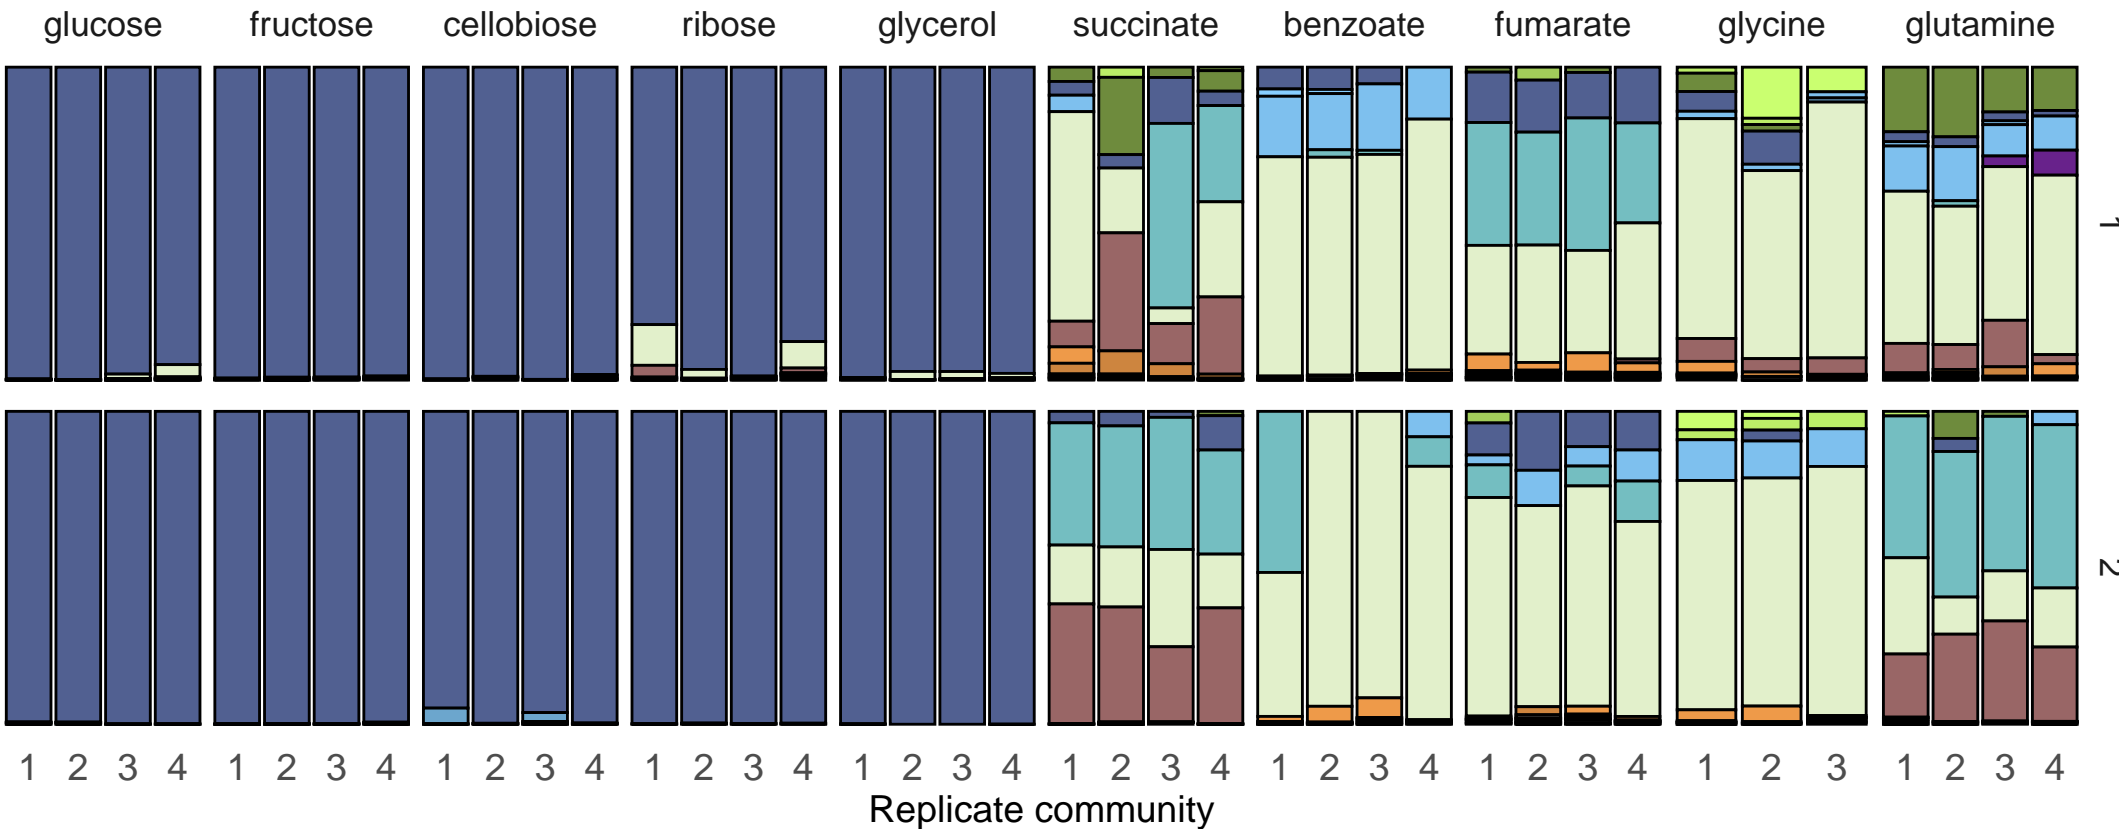 glucose fructose cellobiose ribose glycerol succinate benzoate fumarate glycine glutamine
1
2
1 2 3 4 1 2 3 4 1 2 3 4 1 2 3 4 1 2 3 4 1 2 3 4 1 2 3 4 1 2 3 4 1 2 3 1 2 3 4
Replicate community